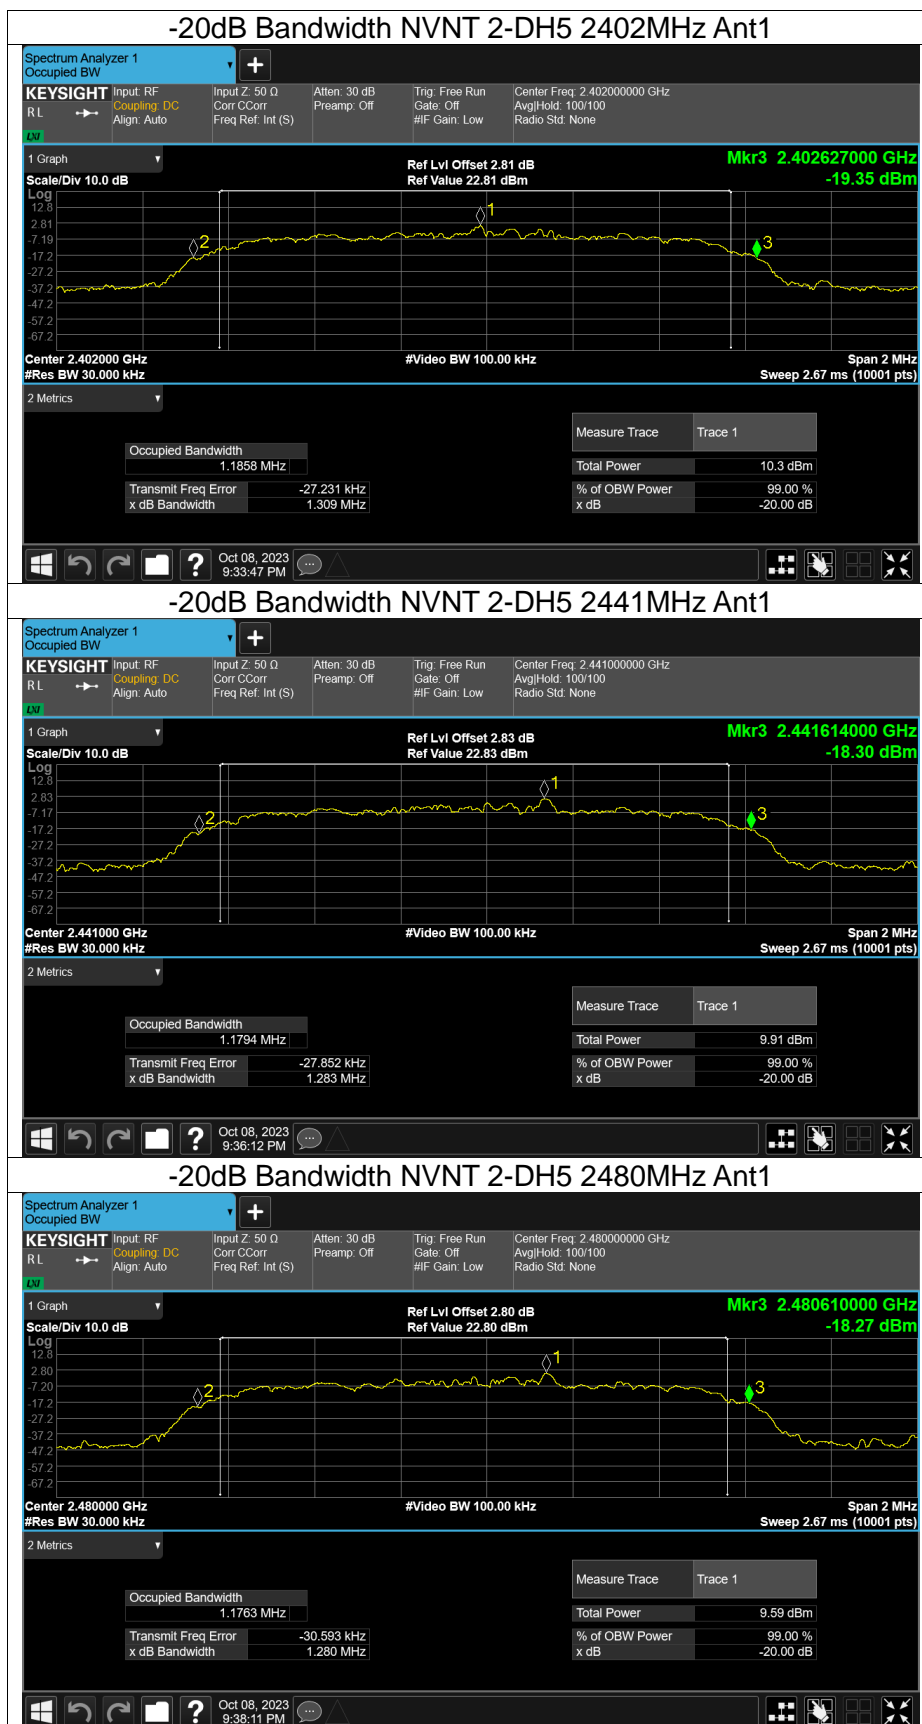 -20dB Bandwidth NVNT 2-DH5 2402MHz Ant1
Spectrum Analyzer 1
Occupied BW
KEYSIGHT
R L
LXI
Input: RF
Coupling: DC
Align: Auto
Input Z: 50 Ω
Corr CCorr
Freq Ref: Int (S)
Atten: 30 dB
Preamp: Off
Trig: Free Run
Gate: Off
#IF Gain: Low
Center Freq: 2.402000000 GHz
Avg|Hold: 100/100
Radio Std: None
1 Graph
Scale/Div 10.0 dB
Ref Lvl Offset 2.81 dB
Ref Value 22.81 dBm
Mkr3 2.402627000 GHz
-19.35 dBm
Log
12.8
2.81
-7.19
-17.2
-27.2
-37.2
-47.2
-57.2
-67.2
1
2
3
Center 2.402000 GHz
#Res BW 30.000 kHz
#Video BW 100.00 kHz
Span 2 MHz
Sweep 2.67 ms (10001 pts)
2 Metrics
Occupied Bandwidth
1.1858 MHz
Transmit Freq Error -27.231 kHz
x dB Bandwidth 1.309 MHz
Measure Trace Trace 1
Total Power 10.3 dBm
% of OBW Power 99.00 %
x dB -20.00 dB
Oct 08, 2023
9:33:47 PM
-20dB Bandwidth NVNT 2-DH5 2441MHz Ant1
Spectrum Analyzer 1
Occupied BW
KEYSIGHT
R L
LXI
Input: RF
Coupling: DC
Align: Auto
Input Z: 50 Ω
Corr CCorr
Freq Ref: Int (S)
Atten: 30 dB
Preamp: Off
Trig: Free Run
Gate: Off
#IF Gain: Low
Center Freq: 2.441000000 GHz
Avg|Hold: 100/100
Radio Std: None
1 Graph
Scale/Div 10.0 dB
Ref Lvl Offset 2.83 dB
Ref Value 22.83 dBm
Mkr3 2.441614000 GHz
-18.30 dBm
Log
12.8
2.83
-7.17
-17.2
-27.2
-37.2
-47.2
-57.2
-67.2
1
2
3
Center 2.441000 GHz
#Res BW 30.000 kHz
#Video BW 100.00 kHz
Span 2 MHz
Sweep 2.67 ms (10001 pts)
2 Metrics
Occupied Bandwidth
1.1794 MHz
Transmit Freq Error -27.852 kHz
x dB Bandwidth 1.283 MHz
Measure Trace Trace 1
Total Power 9.91 dBm
% of OBW Power 99.00 %
x dB -20.00 dB
Oct 08, 2023
9:36:12 PM
-20dB Bandwidth NVNT 2-DH5 2480MHz Ant1
Spectrum Analyzer 1
Occupied BW
KEYSIGHT
R L
LXI
Input: RF
Coupling: DC
Align: Auto
Input Z: 50 Ω
Corr CCorr
Freq Ref: Int (S)
Atten: 30 dB
Preamp: Off
Trig: Free Run
Gate: Off
#IF Gain: Low
Center Freq: 2.480000000 GHz
Avg|Hold: 100/100
Radio Std: None
1 Graph
Scale/Div 10.0 dB
Ref Lvl Offset 2.80 dB
Ref Value 22.80 dBm
Mkr3 2.480610000 GHz
-18.27 dBm
Log
12.8
2.80
-7.20
-17.2
-27.2
-37.2
-47.2
-57.2
-67.2
1
2
3
Center 2.480000 GHz
#Res BW 30.000 kHz
#Video BW 100.00 kHz
Span 2 MHz
Sweep 2.67 ms (10001 pts)
2 Metrics
Occupied Bandwidth
1.1763 MHz
Transmit Freq Error -30.593 kHz
x dB Bandwidth 1.280 MHz
Measure Trace Trace 1
Total Power 9.59 dBm
% of OBW Power 99.00 %
x dB -20.00 dB
Oct 08, 2023
9:38:11 PM